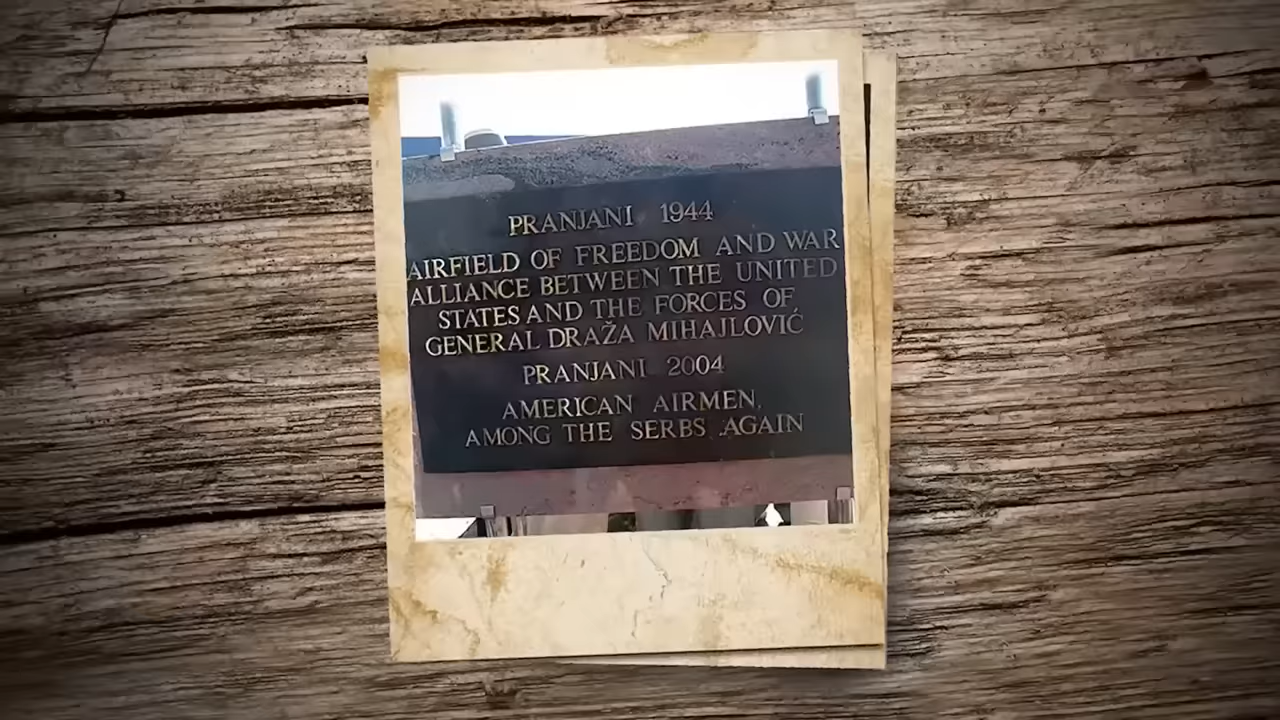 PRANJANI 1944
AIRFIELD OF FREEDOM AND WAR
ALLIANCE BETWEEN THE UNITED
STATES AND THE FORCES OF
GENERAL DRAŽA MIHAJLOVIĆ
PRANJANI 2004
AMERICAN AIRMEN,
AMONG THE SERBS AGAIN